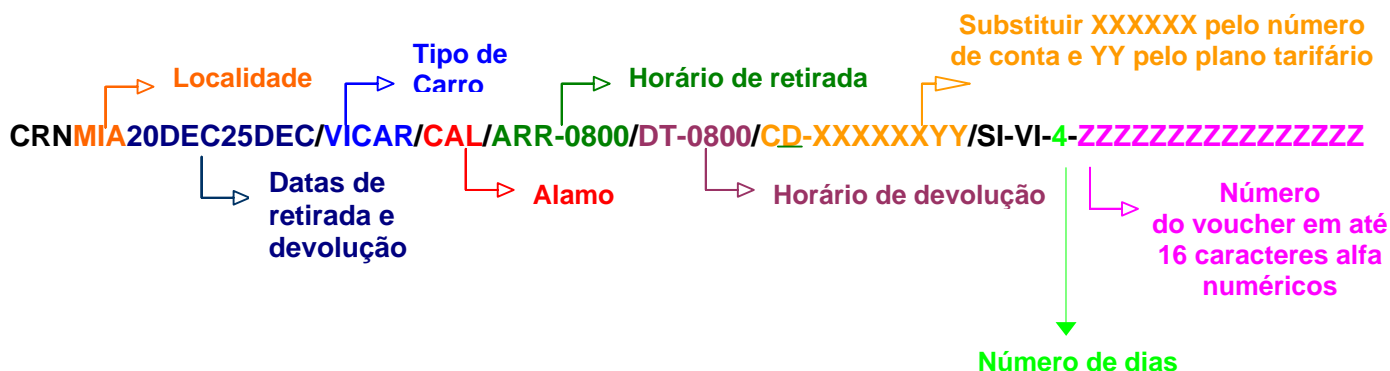 Substituir XXXXXX pelo número
de conta e YY pelo plano tarifário
Tipo de
Carro
Localidade
Horário de retirada
CRNMIA20DEC25DEC/VICAR/CAL/ARR-0800/DT-0800/CD-XXXXXXYY/SI-VI-4-ZZZZZZZZZZZZZZZZ
Datas de
retirada e
devolução
Alamo
Horário de devolução
Número
do voucher em até
16 caracteres alfa
numéricos
Número de dias